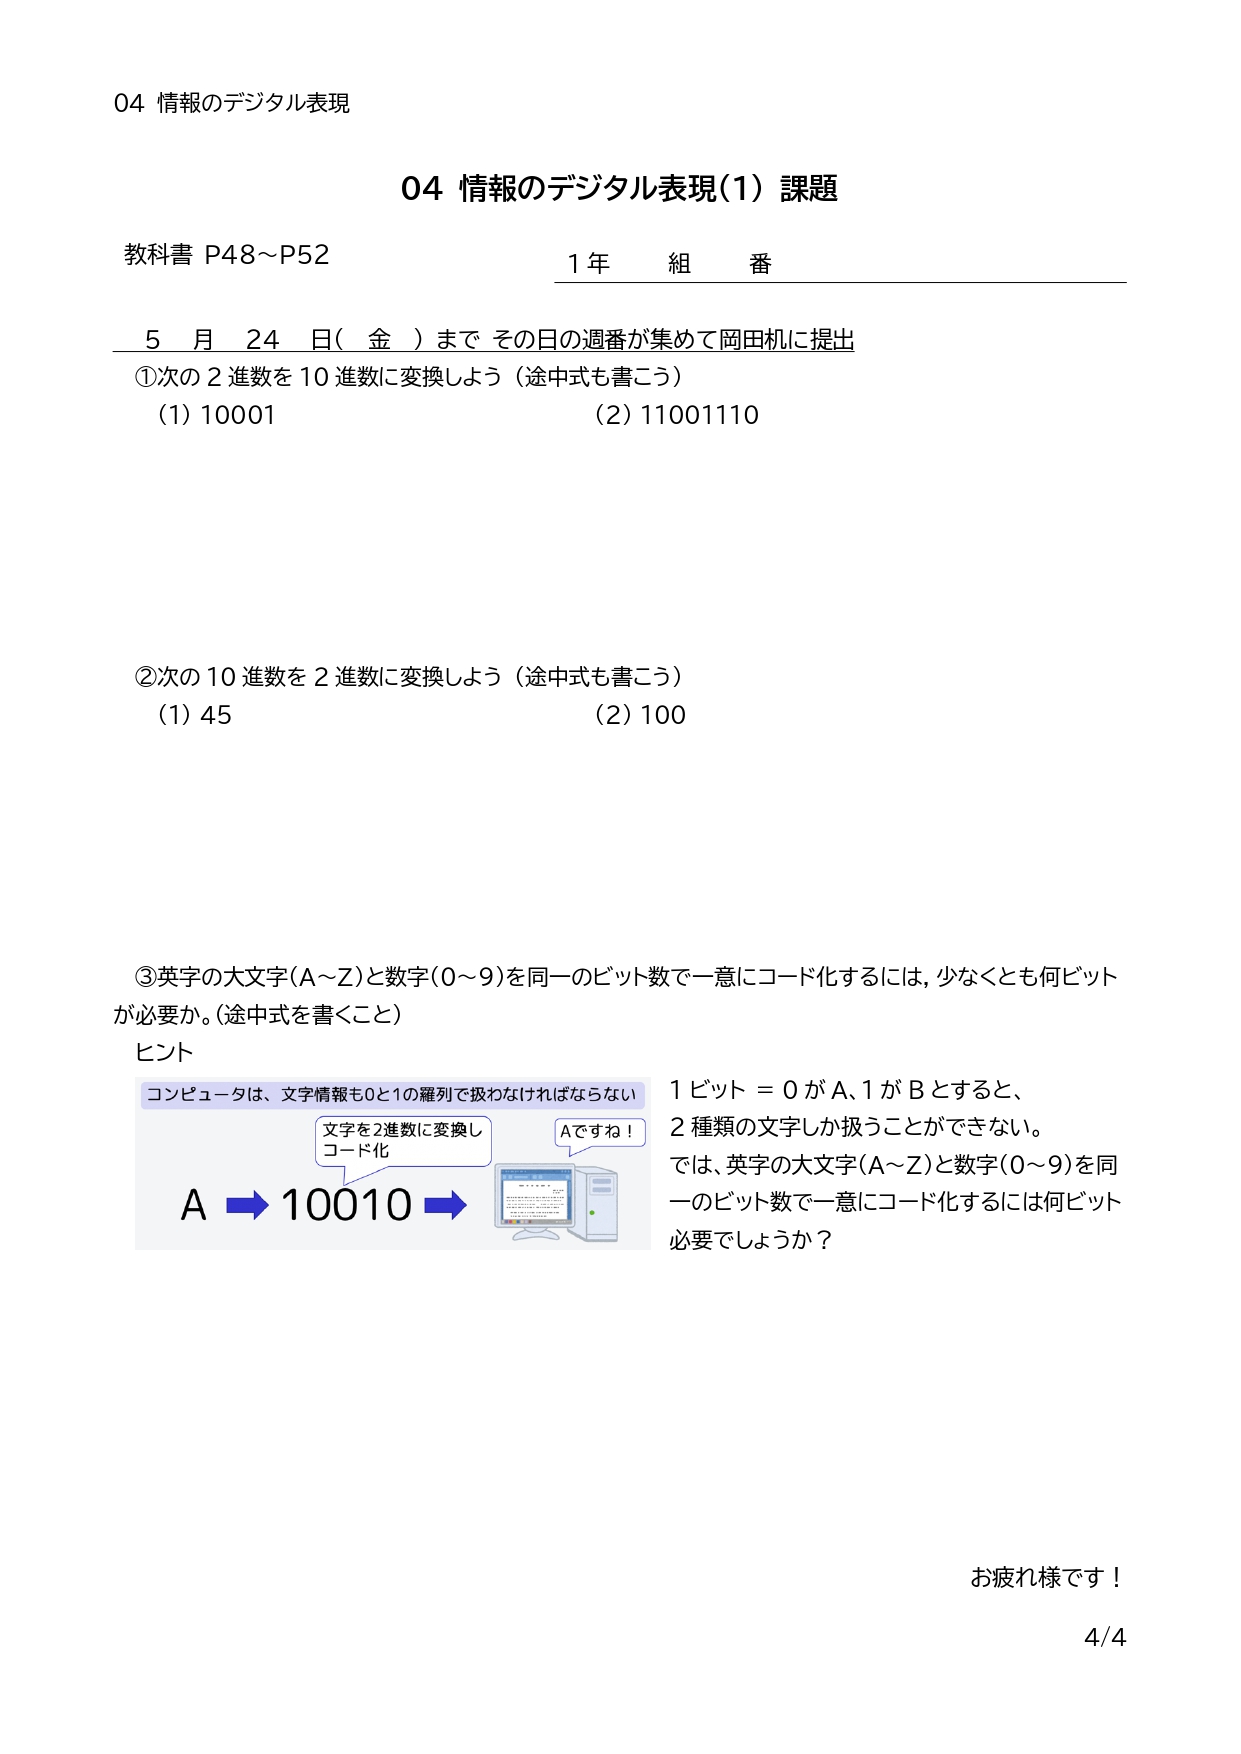 04 情報のデジタル表現
04 情報のデジタル表現(1) 課題
教科書 P48～P52
1年 組 番
5 月 24 日( 金 ) まで その日の週番が集めて岡田机に提出
①次の2進数を10進数に変換しよう（途中式も書こう）
（1）10001 （2）11001110
②次の10進数を2進数に変換しよう（途中式も書こう）
（1）45 （2）100
③英字の大文字(A～Z)と数字(0～9)を同一のビット数で一意にコード化するには, 少なくとも何ビット
が必要か。(途中式を書くこと)
ヒント
コンピュータは、文字情報も0と1の羅列で扱わなければならない
文字を2進数に変換し
コード化
Aですね！
A 10010
1ビット = 0がA、1がBとすると、
2種類の文字しか扱うことができない。
では、英字の大文字(A～Z)と数字(0～9)を同
一のビット数で一意にコード化するには何ビット
必要でしょうか？
お疲れ様です！
4/4